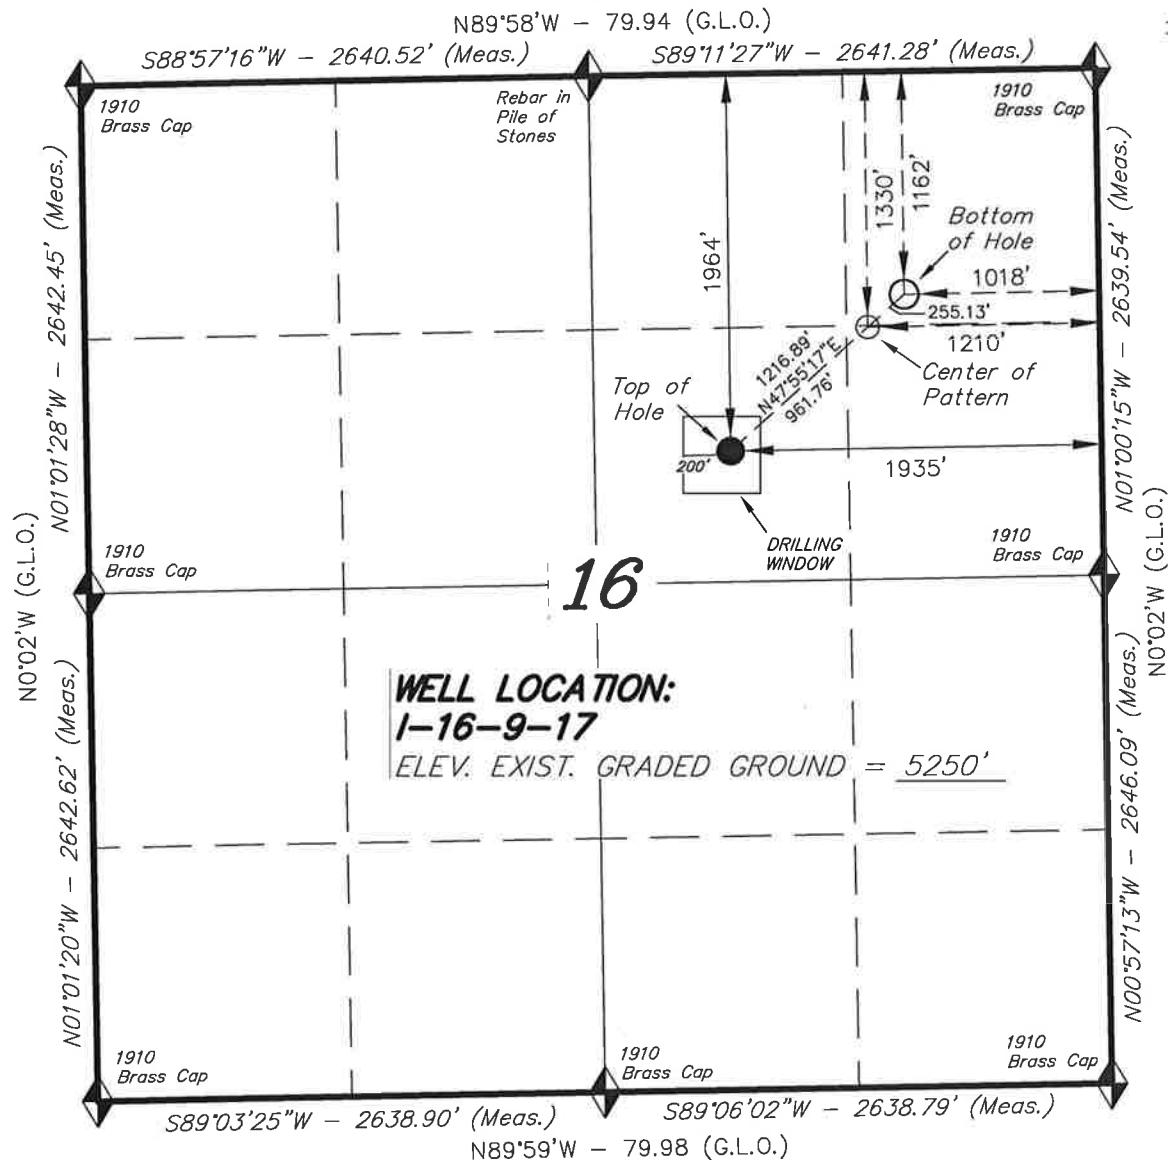 N89°58'W - 79.94 (G.L.O.)
S88°57'16"W - 2640.52' (Meas.)
S89°11'27"W - 2641.28' (Meas.)
1910
Brass Cap
Rebar in
Pile of
Stones
1910
Brass Cap
N01°01'28"W - 2642.45' (Meas.)
1964'
1330'
1162'
Bottom
of Hole
1018'
255.13'
1210'
Center of
Pattern
1216.89'
N47°55'17"E
961.76'
Top of
Hole
200'
1935'
DRILLING
WINDOW
N01°00'15"W - 2639.54' (Meas.)
N0°02'W (G.L.O.)
1910
Brass Cap
16
1910
Brass Cap
N0°02'W (G.L.O.)
WELL LOCATION:
I-16-9-17
ELEV. EXIST. GRADED GROUND = 5250'
N01°01'20"W - 2642.62' (Meas.)
N00°57'13"W - 2646.09' (Meas.)
1910
Brass Cap
1910
Brass Cap
1910
Brass Cap
S89°03'25"W - 2638.90' (Meas.)
S89°06'02"W - 2638.79' (Meas.)
N89°59'W - 79.98 (G.L.O.)